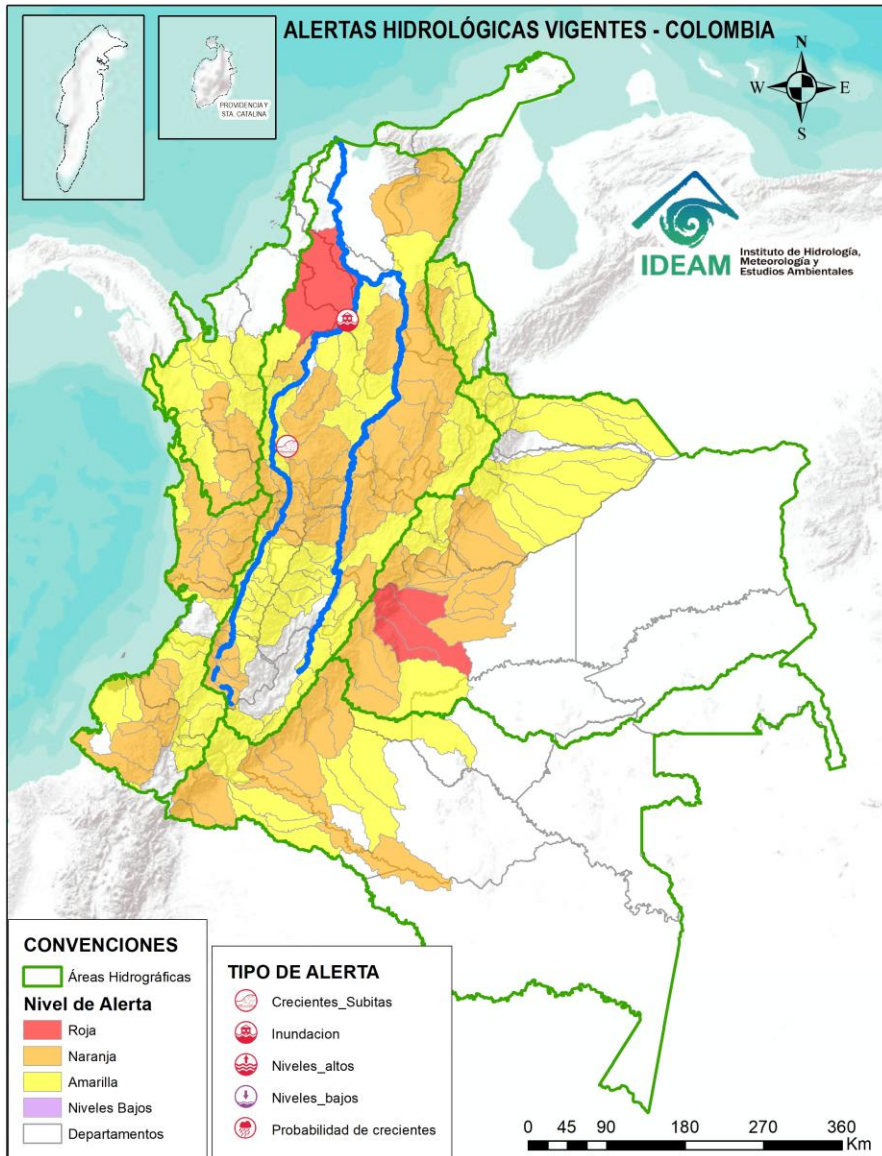 ALERTAS HIDROLÓGICAS VIGENTES - COLOMBIA
PROVIDENCIA Y
STA. CATALINA
N
W
E
S
IDEAM
Instituto de Hidrología,
Meteorología y
Estudios Ambientales
CONVENCIONES
Áreas Hidrográficas
Nivel de Alerta
Roja
Naranja
Amarilla
Niveles Bajos
Departamentos
TIPO DE ALERTA
Crecientes_Subitas
Inundacion
Niveles_altos
Niveles_bajos
Probabilidad de crecientes
0 45 90 180 270 360
Km